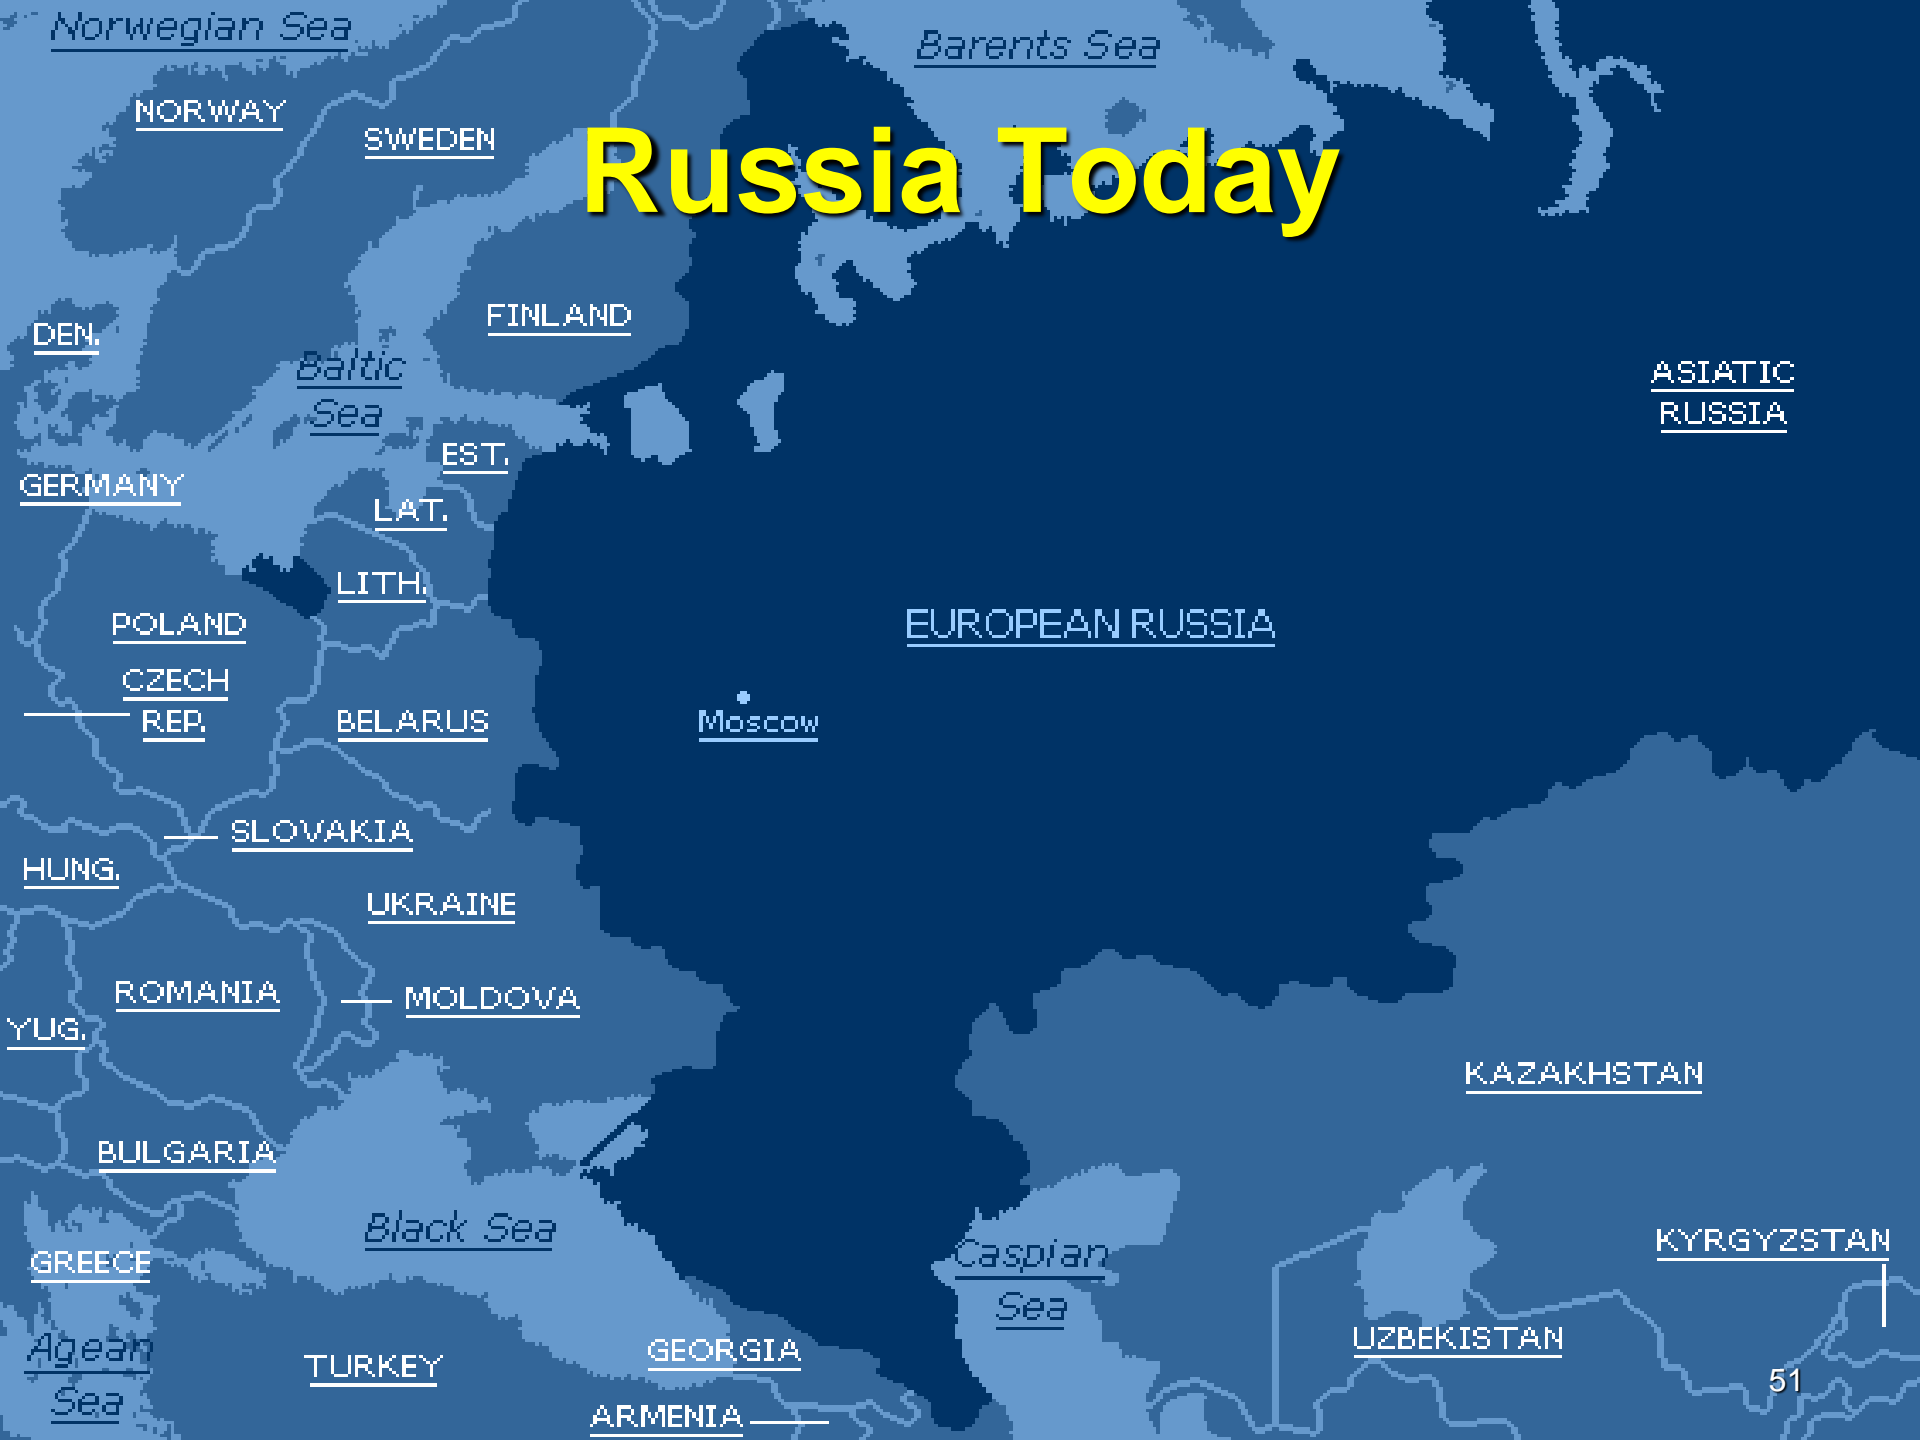 Norwegian Sea
Barents Sea
NORWAY
SWEDEN
Russia Today
FINLAND
DEN.
Baltic
Sea
ASIATIC
RUSSIA
EST.
GERMANY
LAT.
LITH.
POLAND
EUROPEAN RUSSIA
CZECH
REP.
BELARUS
Moscow
SLOVAKIA
HUNG.
UKRAINE
ROMANIA
MOLDOVA
YUG.
KAZAKHSTAN
BULGARIA
Black Sea
Caspian
Sea
KYRGYZSTAN
GREECE
Agean
Sea
TURKEY
GEORGIA
UZBEKISTAN
51
ARMENIA